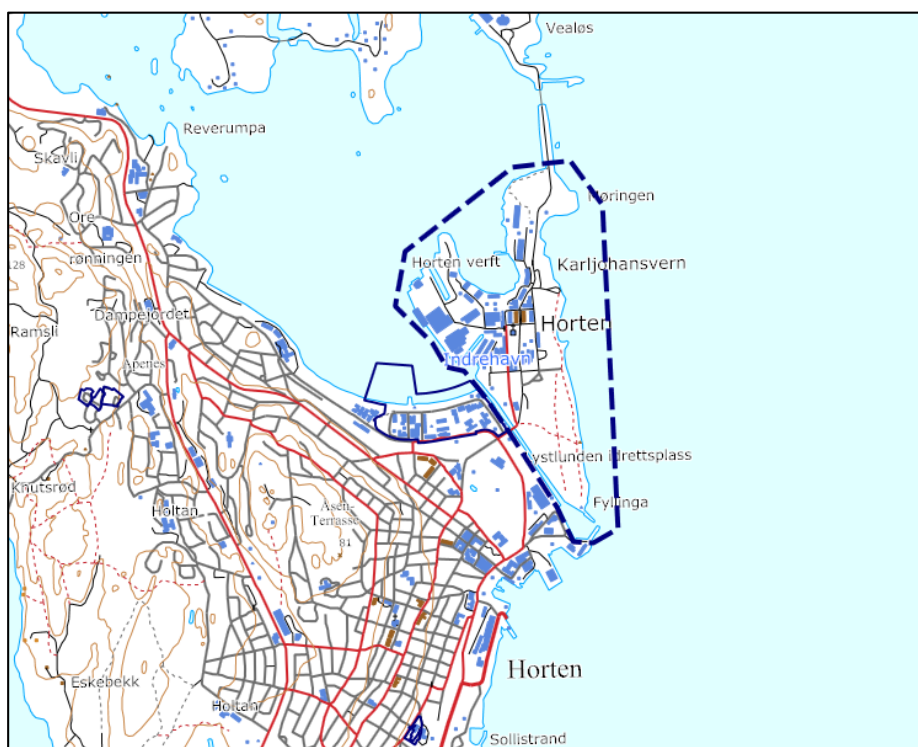 Vealøs
Reverumpa
Skavli
Møringen
Ore
rønningen
Horten verft
Karljohansvern
128
Dampejordet
Ramsli
Horten
Indrehavn
Apenes
ystlunden idrettsplass
Knutsrød
Fyllinga
Holtan
Åsen-
Terrasse
81
Horten
Eskebekk
Holtan
Sollistrand